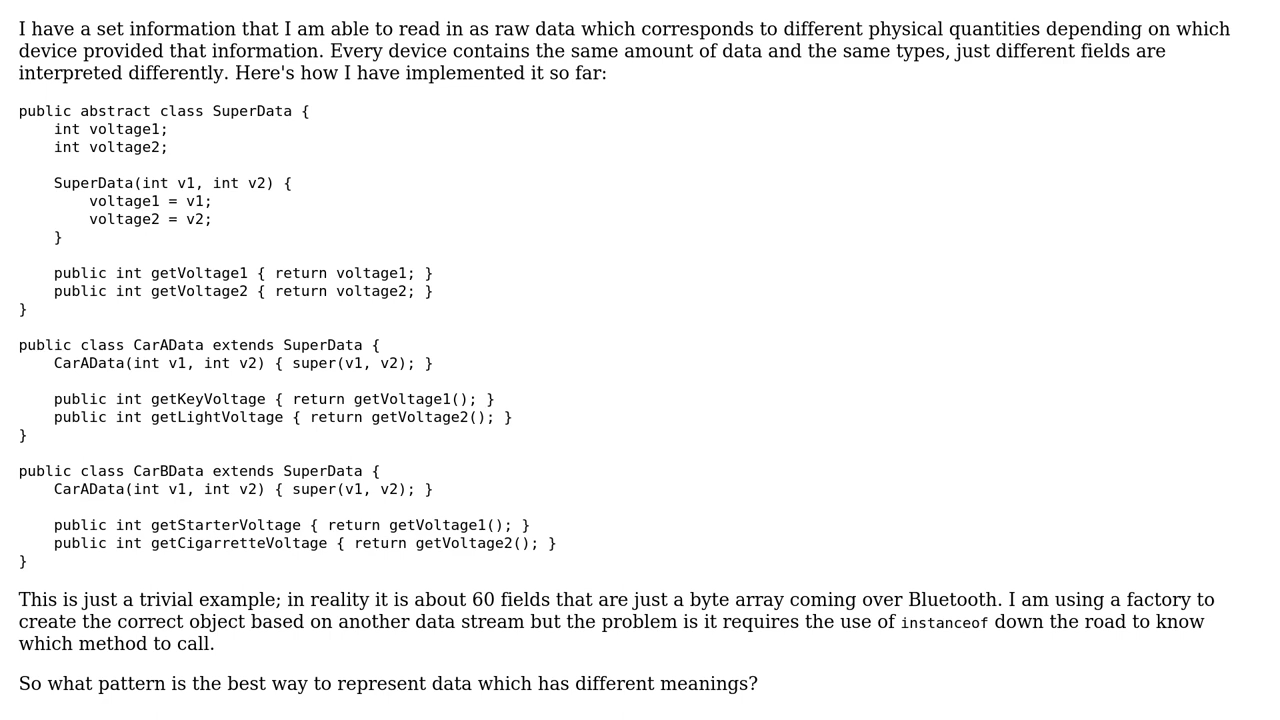 I have a set information that I am able to read in as raw data which corresponds to different physical quantities depending on which
device provided that information. Every device contains the same amount of data and the same types, just different fields are
interpreted differently. Here's how I have implemented it so far:
public abstract class SuperData {
    int voltage1;
    int voltage2;
    SuperData(int v1, int v2) {
        voltage1 = v1;
        voltage2 = v2;
    }
    public int getVoltage1 { return voltage1; }
    public int getVoltage2 { return voltage2; }
}
public class CarAData extends SuperData {
    CarAData(int v1, int v2) { super(v1, v2); }
    public int getKeyVoltage { return getVoltage1(); }
    public int getLightVoltage { return getVoltage2(); }
}
public class CarBData extends SuperData {
    CarAData(int v1, int v2) { super(v1, v2); }
    public int getStarterVoltage { return getVoltage1(); }
    public int getCigarretteVoltage { return getVoltage2(); }
}
This is just a trivial example; in reality it is about 60 fields that are just a byte array coming over Bluetooth. I am using a factory to
create the correct object based on another data stream but the problem is it requires the use of instanceof down the road to know
which method to call.
So what pattern is the best way to represent data which has different meanings?